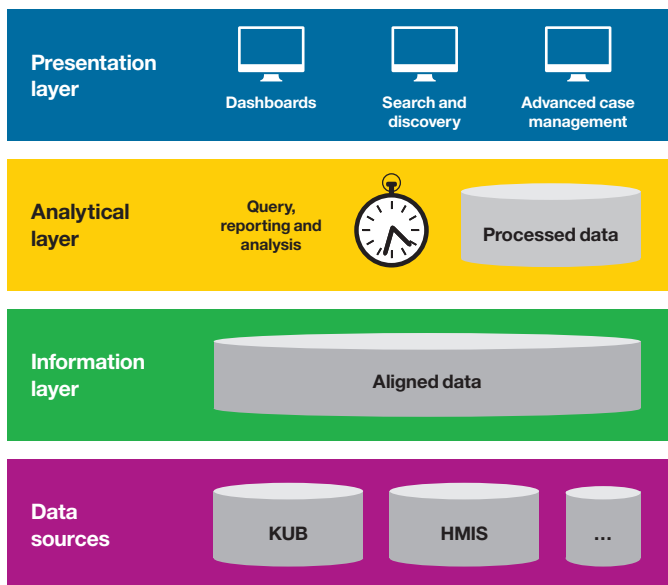 Presentation
layer
Dashboards
Search and
discovery
Advanced case
management
Analytical
layer
Query,
reporting and
analysis
Processed data
Information
layer
Aligned data
Data
sources
KUB
HMIS
...